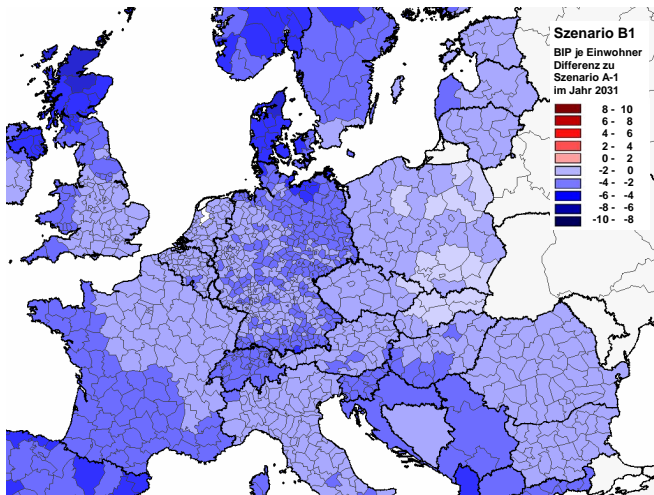 Szenario B1
BIP je Einwohner
Differenz zu
Szenario A-1
im Jahr 2031
8 - 10
6 - 8
4 - 6
2 - 4
0 - 2
-2 - 0
-4 - -2
-6 - -4
-8 - -6
-10 - -8